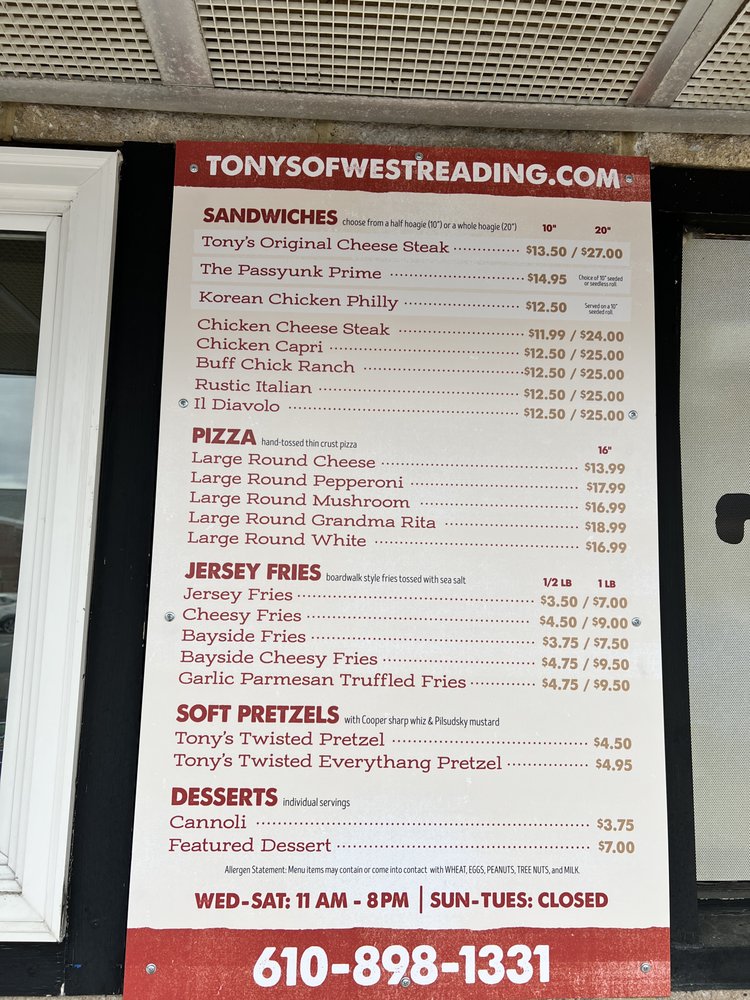 TONYSOFWESTREADING.COM
SANDWICHES choose from a half hoagie (10") or a whole hoagie (20") 10" 20"
Tony's Original Cheese Steak $13.50 / $27.00
The Passyunk Prime $14.95 Choice of 10" seeded or seedless roll.
Korean Chicken Philly $12.50 Served on a 10" seeded roll.
Chicken Cheese Steak $11.99 / $24.00
Chicken Capri $12.50 / $25.00
Buff Chick Ranch $12.50 / $25.00
Rustic Italian $12.50 / $25.00
Il Diavolo $12.50 / $25.00
PIZZA hand-tossed thin crust pizza 16"
Large Round Cheese $13.99
Large Round Pepperoni $17.99
Large Round Mushroom $16.99
Large Round Grandma Rita $18.99
Large Round White $16.99
JERSEY FRIES boardwalk style fries tossed with sea salt 1/2 LB 1 LB
Jersey Fries $3.50 / $7.00
Cheesy Fries $4.50 / $9.00
Bayside Fries $3.75 / $7.50
Bayside Cheesy Fries $4.75 / $9.50
Garlic Parmesan Truffled Fries $4.75 / $9.50
SOFT PRETZELS with Cooper sharp whiz & Pilsudsky mustard
Tony's Twisted Pretzel $4.50
Tony's Twisted Everythang Pretzel $4.95
DESSERTS individual servings
Cannoli $3.75
Featured Dessert $7.00
Allergen Statement: Menu items may contain or come into contact with WHEAT, EGGS, PEANUTS, TREE NUTS, and MILK.
WED-SAT: 11 AM - 8 PM | SUN-TUES: CLOSED
610-898-1331